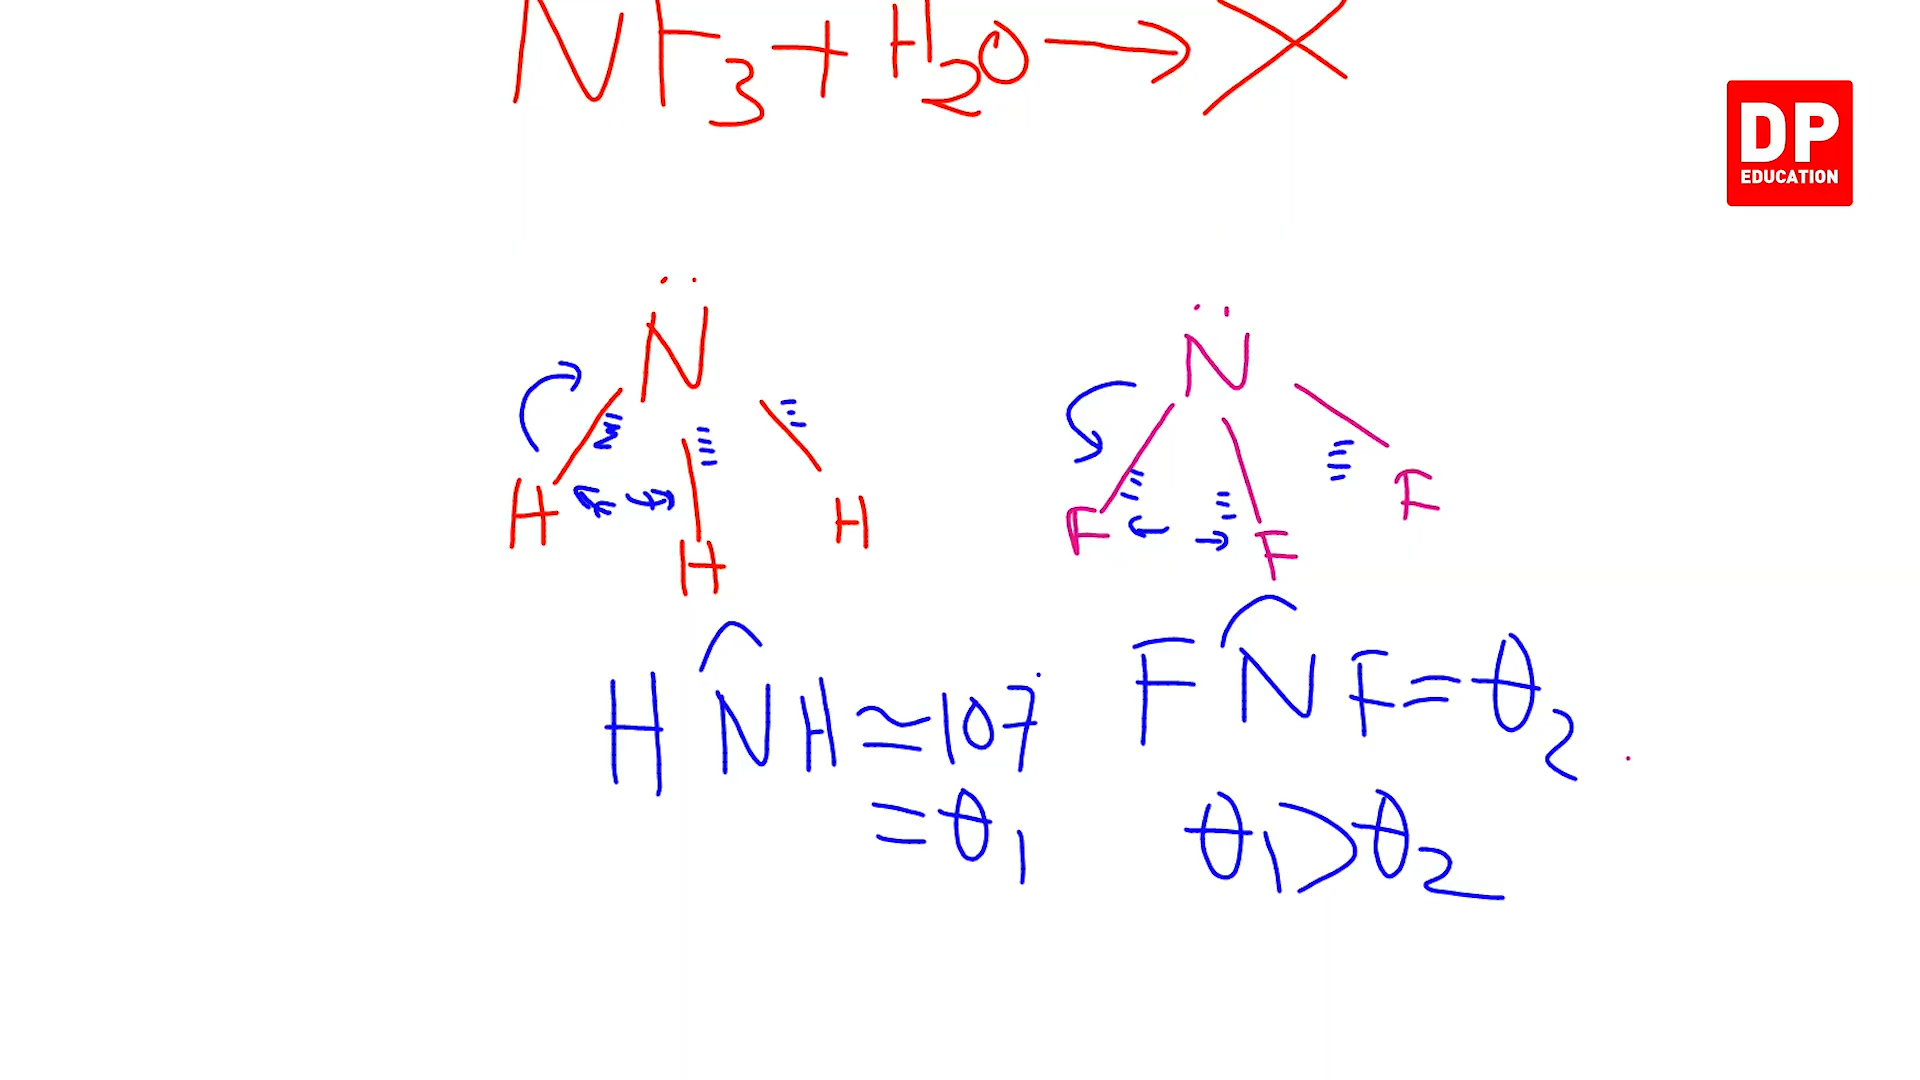 NF3 + H2O → X
DP
EDUCATION
N N
H H H F F F
HNH ≃ 107° FNF = θ2
= θ1 θ1 > θ2